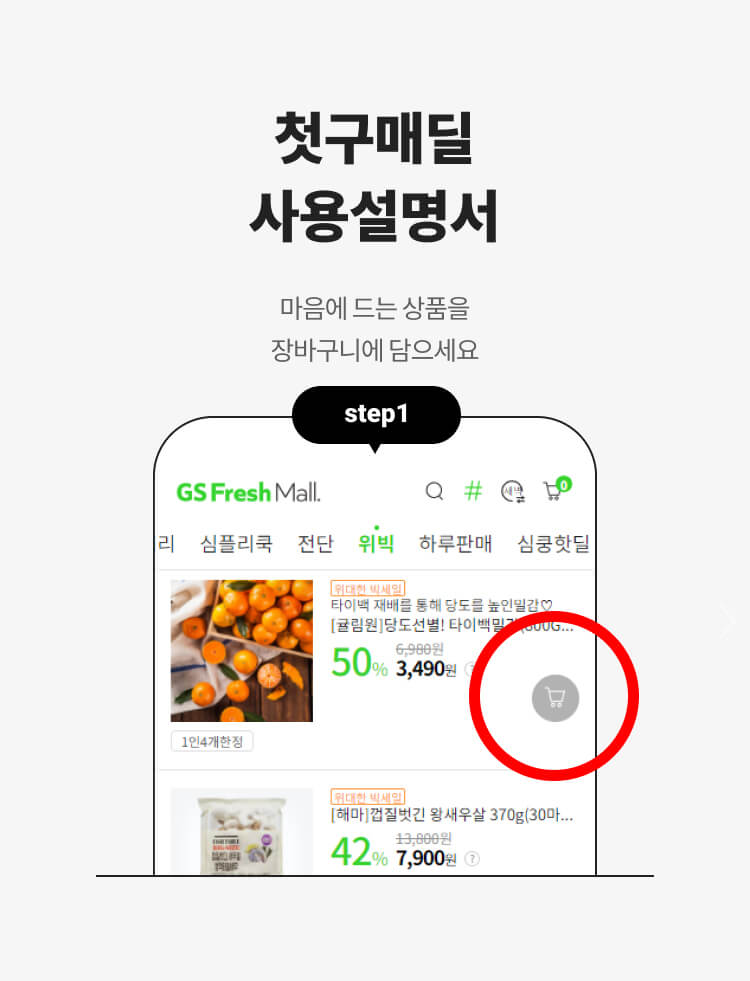 첫구매딜
사용설명서
마음에 드는 상품을
장바구니에 담으세요
step1
GS Fresh Mall.
#
새벽
0
리 심플리쿡 전단 위빅 하루판매 심쿵핫딜
위대한 빅세일
타이백 재배를 통해 당도를 높인밀감♡
[귤림원]당도선별! 타이백밀감(800G...
6,980원
50% 3,490원 ?
1인4개한정
위대한 빅세일
[해마]껍질벗긴 왕새우살 370g(30마...
13,800원
42% 7,900원 ?